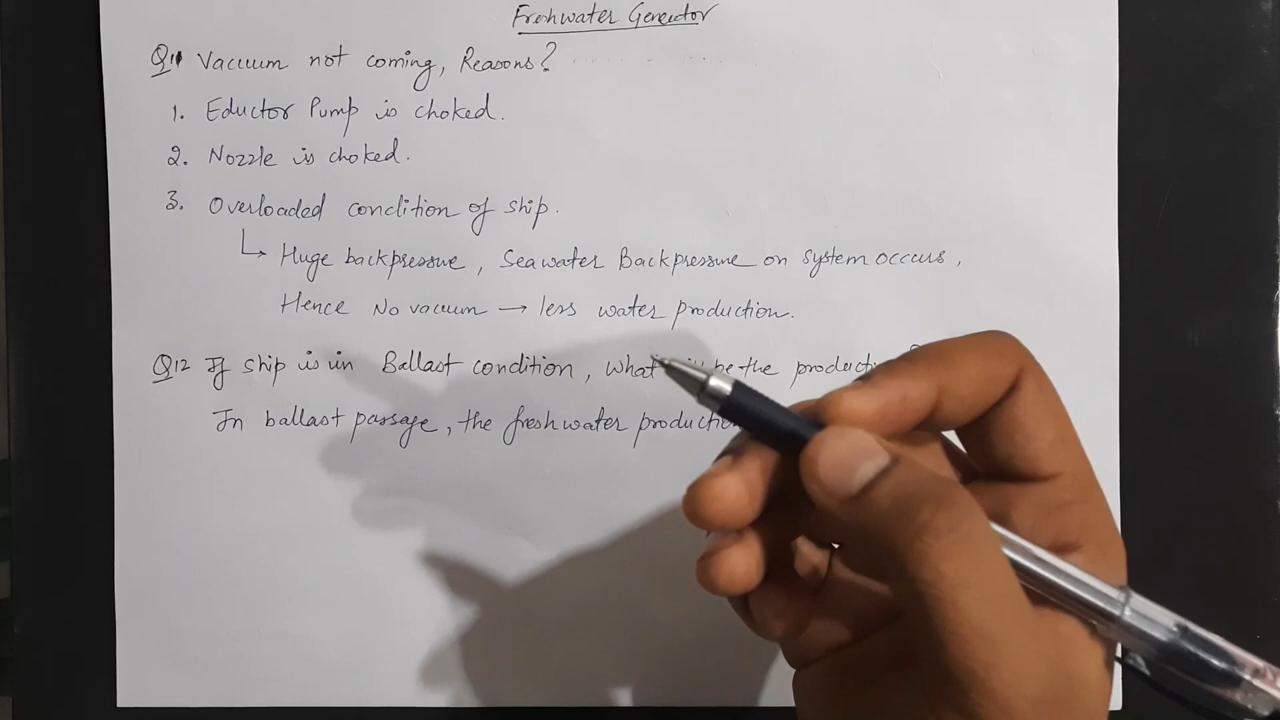 Freshwater Generator
Q11 Vacuum not coming, Reasons?
1. Eductor Pump is choked.
2. Nozzle is choked.
3. Overloaded condition of ship.
↳ Huge backpressure, Seawater Backpressure on system occurs,
Hence No vacuum → less water production.
Q12 If ship is in Ballast condition, what be the
In ballast passage, the freshwater